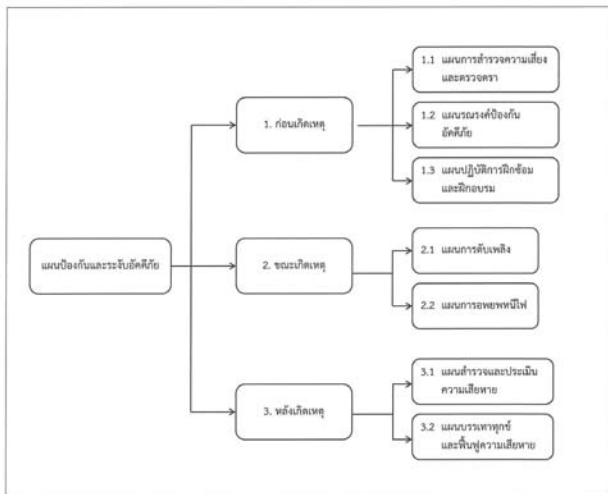 แผนป้องกันและระงับอัคคีภัย
1. ก่อนเกิดเหตุ
1.1 แผนการสำรวจความเสี่ยง
และตรวจตรา
1.2 แผนรณรงค์ป้องกัน
อัคคีภัย
1.3 แผนปฏิบัติการฝึกซ้อม
และฝึกอบรม
2. ขณะเกิดเหตุ
2.1 แผนการดับเพลิง
2.2 แผนการอพยพหนีไฟ
3. หลังเกิดเหตุ
3.1 แผนสำรวจและประเมิน
ความเสียหาย
3.2 แผนบรรเทาทุกข์
และฟื้นฟูความเสียหาย